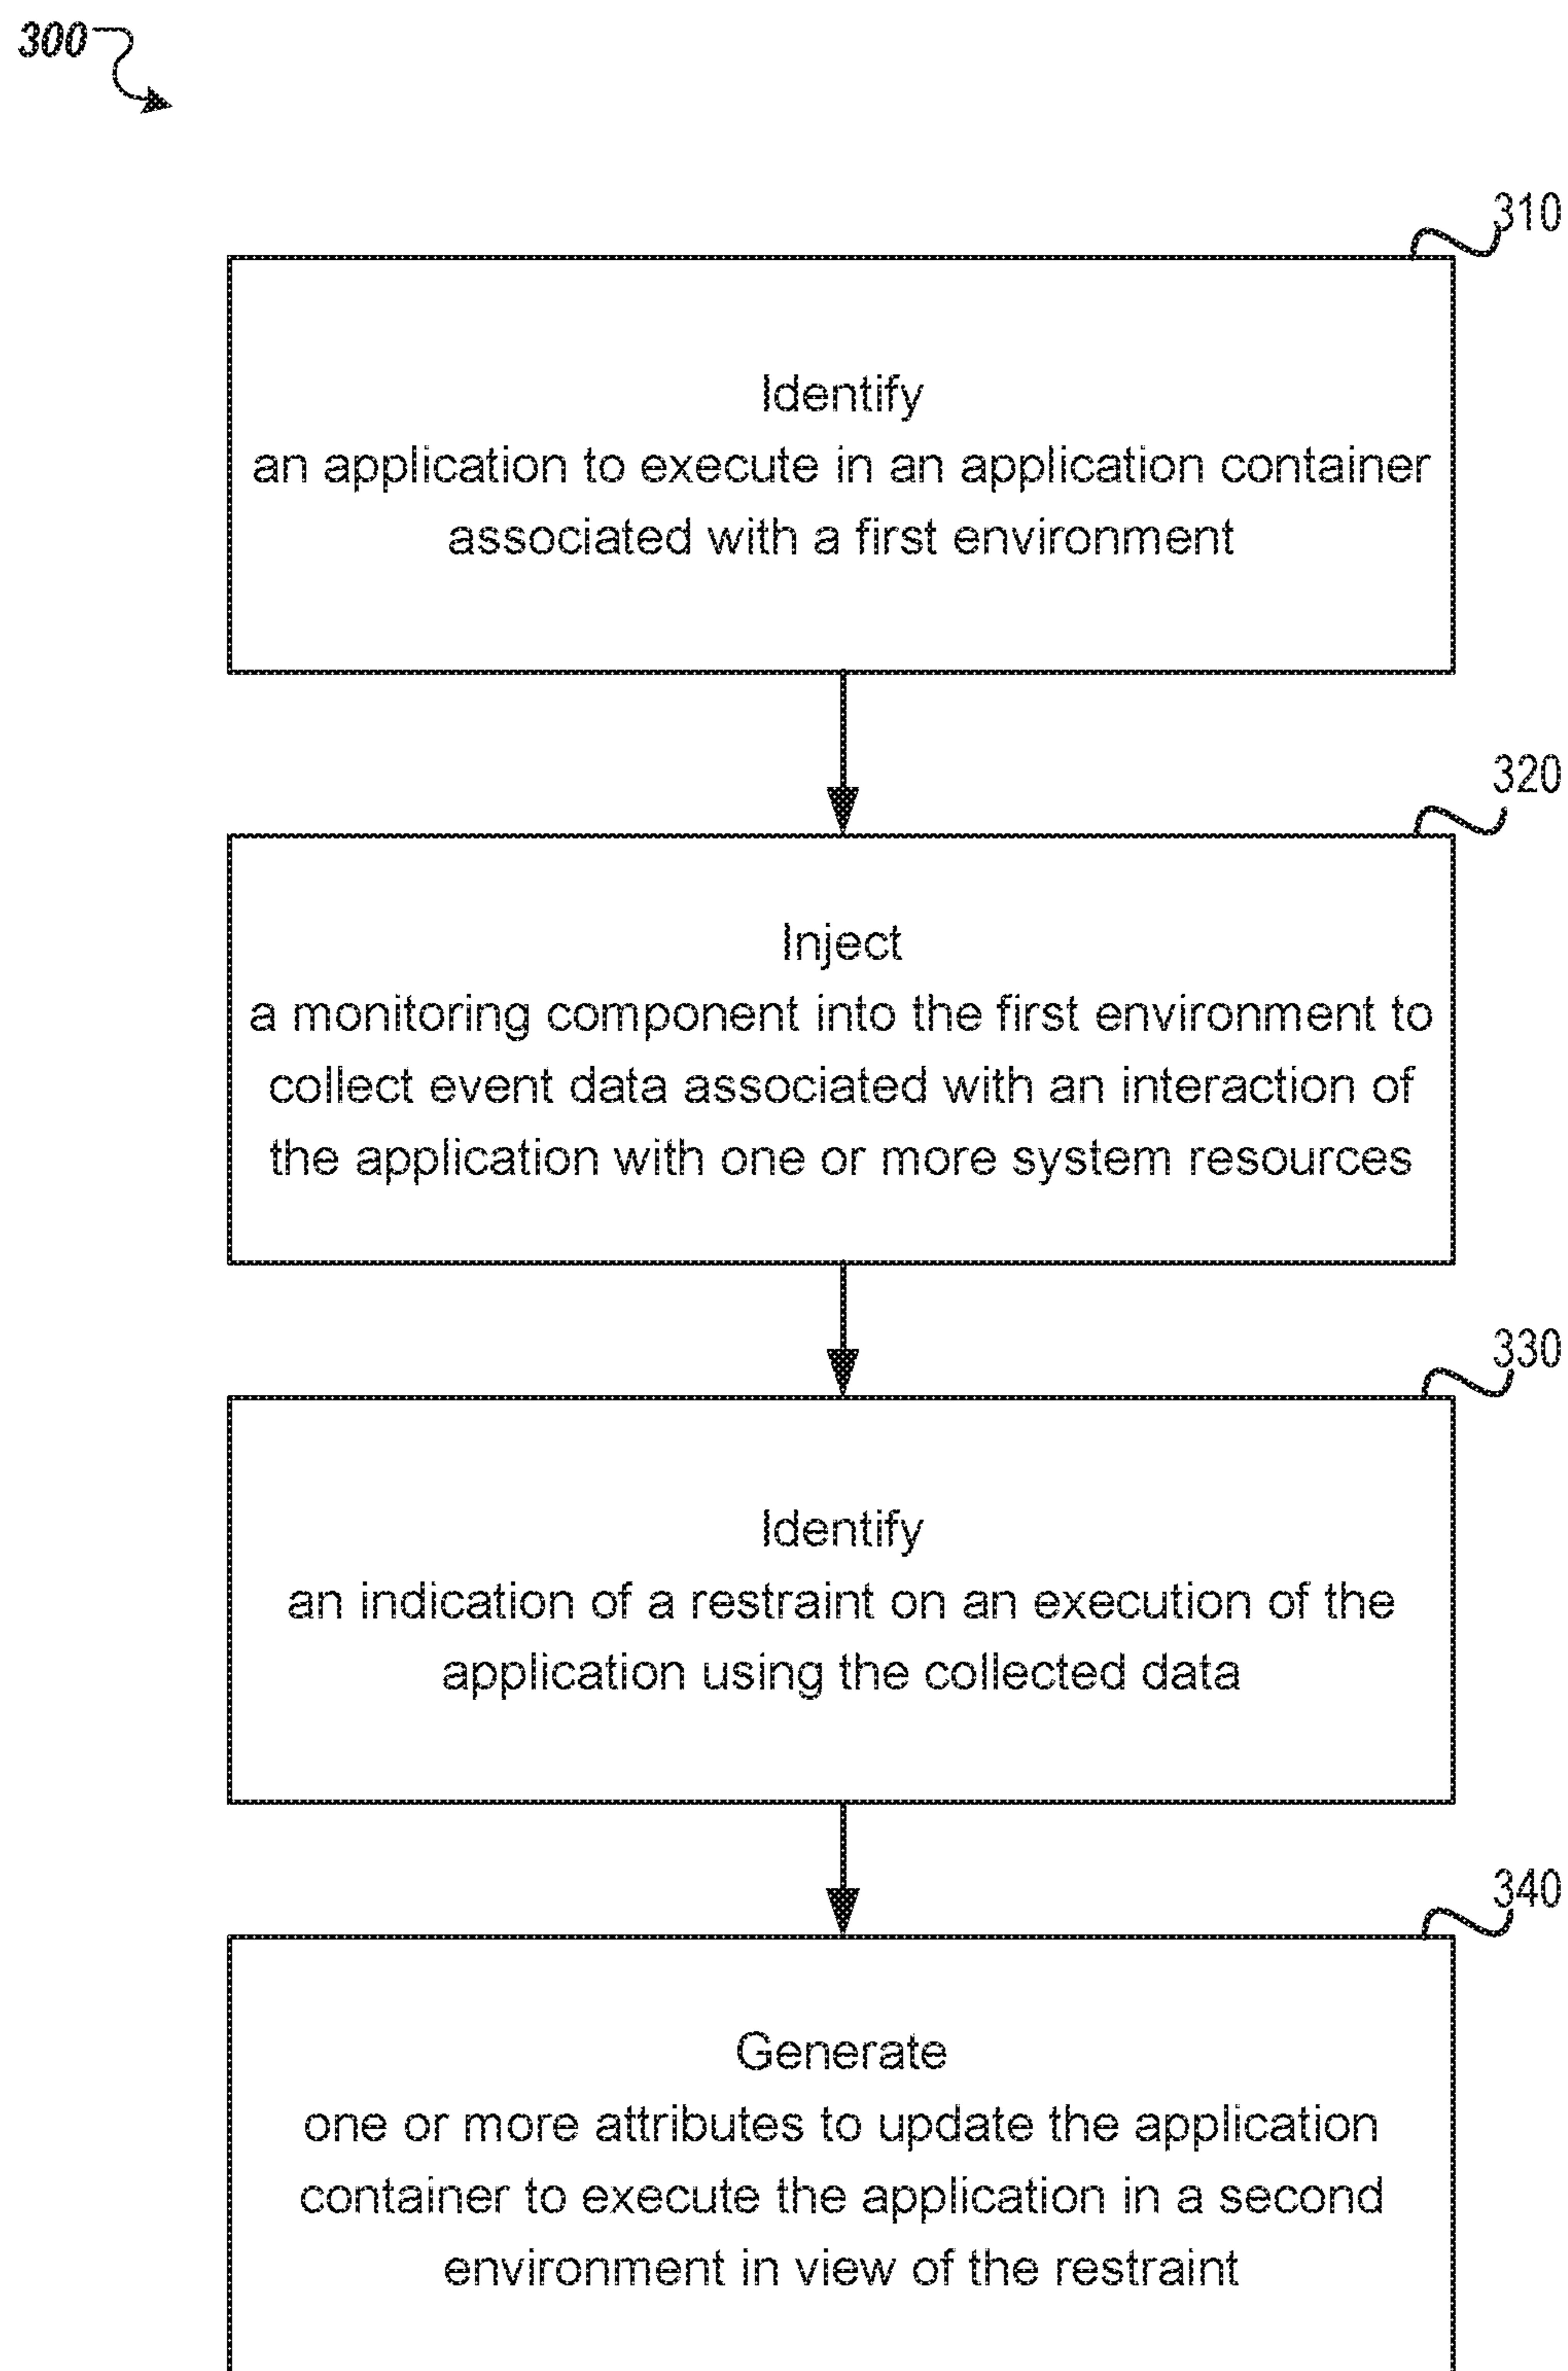 300
310
Identify
an application to execute in an application container
associated with a first environment
320
Inject
a monitoring component into the first environment to
collect event data associated with an interaction of
the application with one or more system resources
330
Identify
an indication of a restraint on an execution of the
application using the collected data
340
Generate
one or more attributes to update the application
container to execute the application in a second
environment in view of the restraint